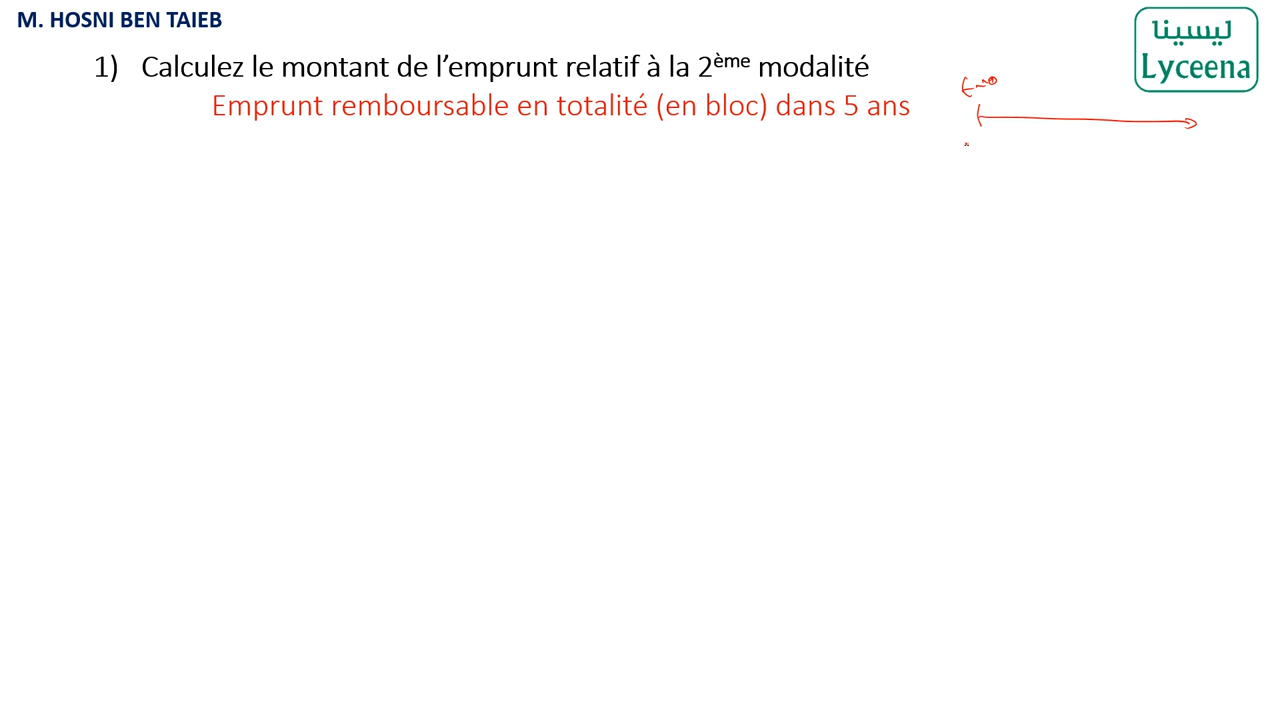 M. HOSNI BEN TAIEB
ليسينا
Lyceena
1) Calculez le montant de l’emprunt relatif à la 2ème modalité
Emprunt remboursable en totalité (en bloc) dans 5 ans